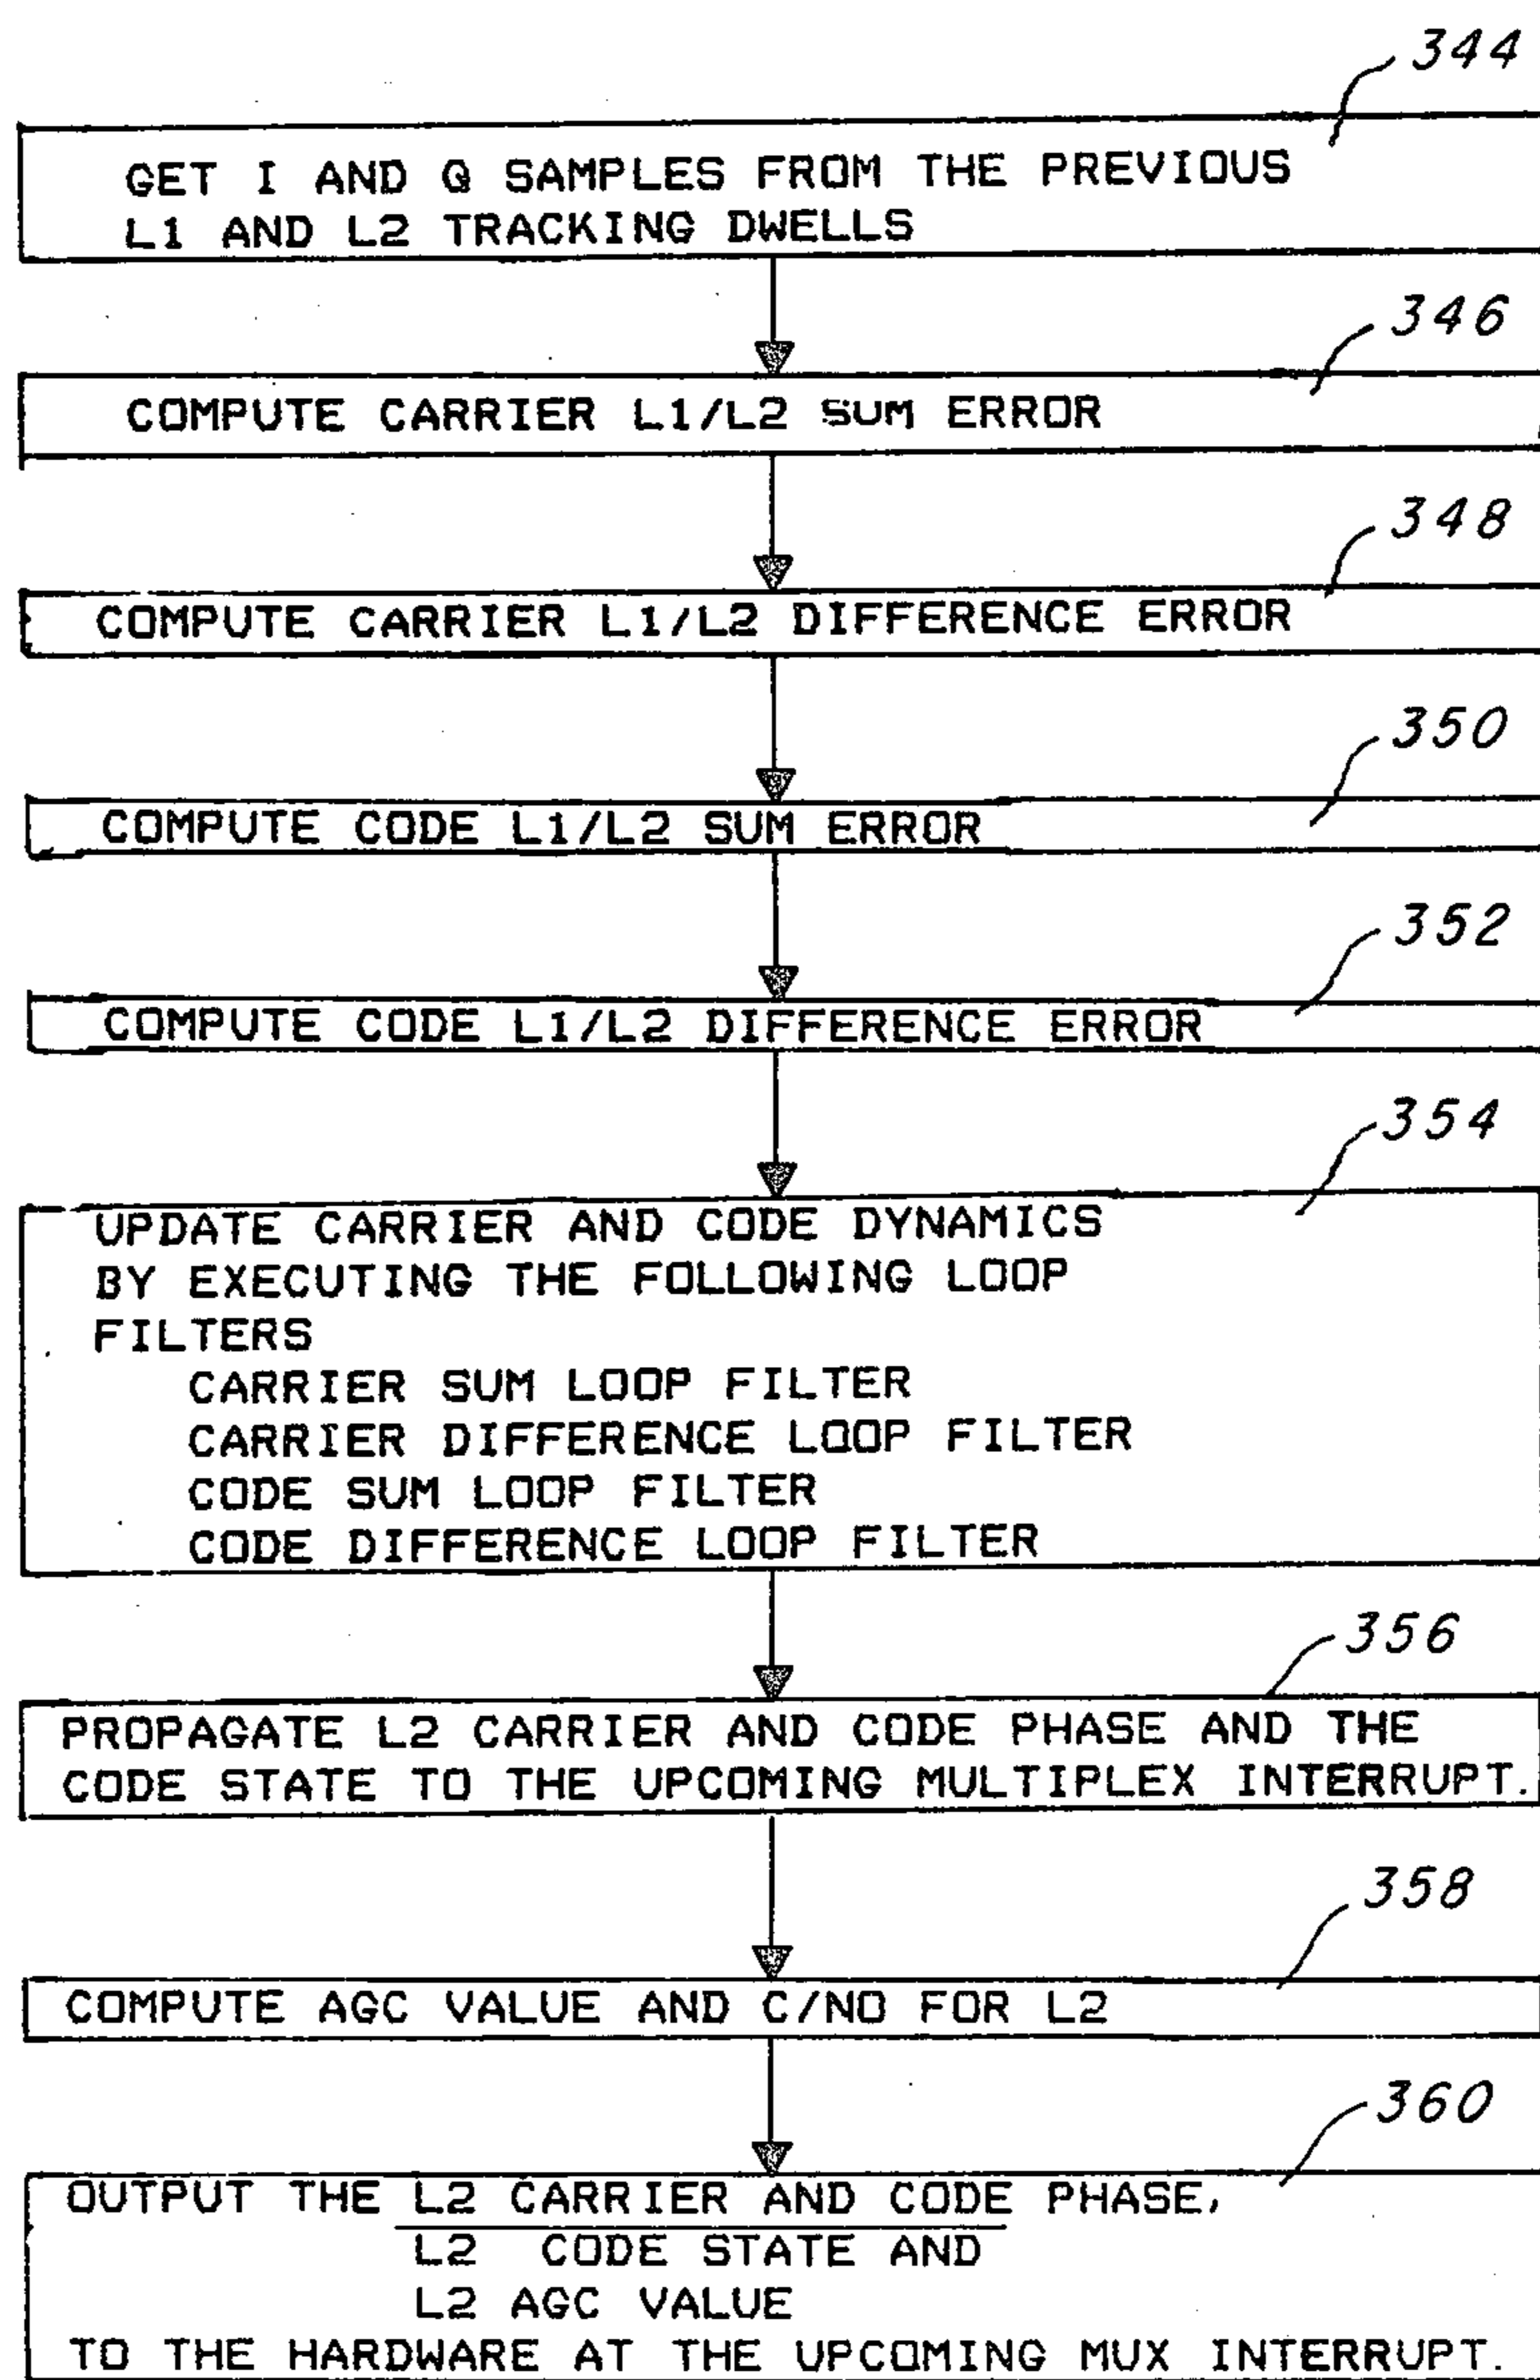 344
GET I AND Q SAMPLES FROM THE PREVIOUS
L1 AND L2 TRACKING DWELLS
346
COMPUTE CARRIER L1/L2 SUM ERROR
348
COMPUTE CARRIER L1/L2 DIFFERENCE ERROR
350
COMPUTE CODE L1/L2 SUM ERROR
352
COMPUTE CODE L1/L2 DIFFERENCE ERROR
354
UPDATE CARRIER AND CODE DYNAMICS
BY EXECUTING THE FOLLOWING LOOP
FILTERS
CARRIER SUM LOOP FILTER
CARRIER DIFFERENCE LOOP FILTER
CODE SUM LOOP FILTER
CODE DIFFERENCE LOOP FILTER
356
PROPAGATE L2 CARRIER AND CODE PHASE AND THE
CODE STATE TO THE UPCOMING MULTIPLEX INTERRUPT.
358
COMPUTE AGC VALUE AND C/NO FOR L2
360
OUTPUT THE L2 CARRIER AND CODE PHASE,
L2 CODE STATE AND
L2 AGC VALUE
TO THE HARDWARE AT THE UPCOMING MUX INTERRUPT.